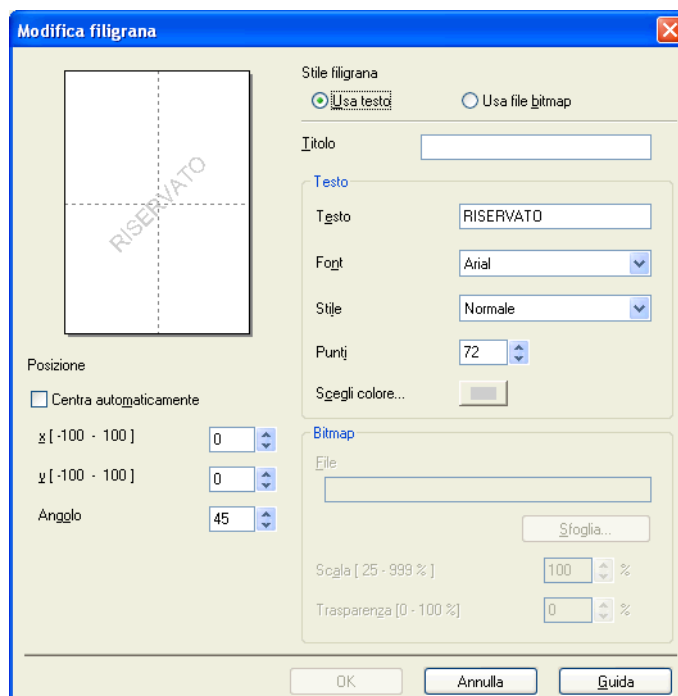 Modifica filigrana
RISERVATO
Posizione
Centra automaticamente
x [ -100 - 100 ] 0
y [ -100 - 100 ] 0
Angolo 45
Stile filigrana
Usa testo Usa file bitmap
Titolo
Testo
Testo RISERVATO
Font Arial
Stile Normale
Punti 72
Scegli colore...
Bitmap
File
Sfoglia...
Scala [ 25 - 999 % ] 100 %
Trasparenza [0 - 100 %] 0 %
OK Annulla Guida